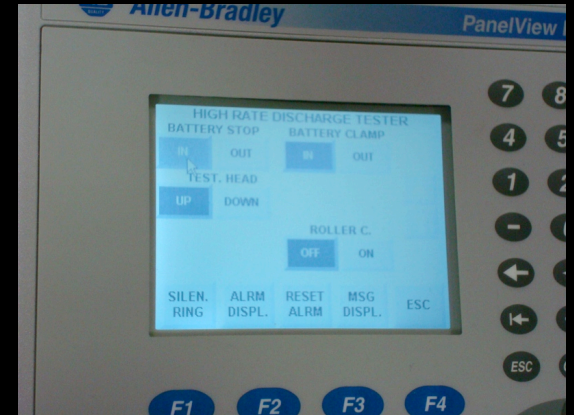 Allen-Bradley
PanelView
HIGH RATE DISCHARGE TESTER
BATTERY STOP BATTERY CLAMP
IN OUT IN OUT
TEST. HEAD
UP DOWN
ROLLER C.
OFF ON
SILEN. RING ALRM DISPL. RESET ALRM MSG DISPL. ESC
7 8
4 5
1 2
-
ESC
F1 F2 F3 F4